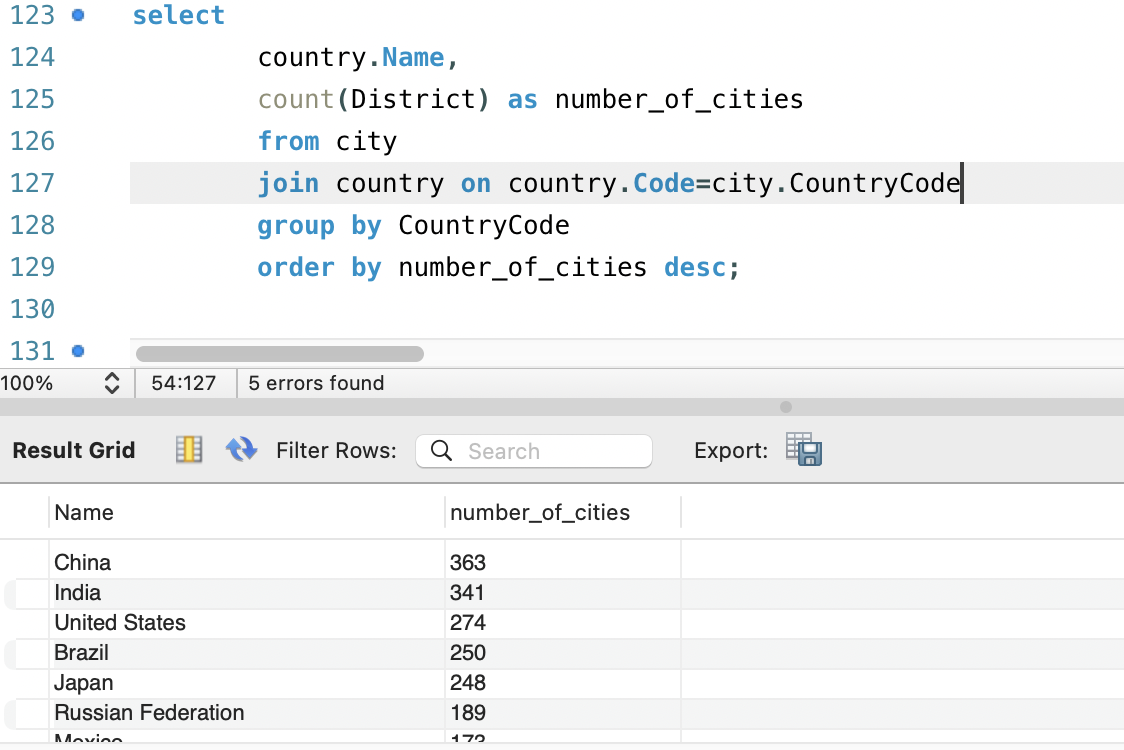 123 select
124 country.Name,
125 count(District) as number_of_cities
126 from city
127 join country on country.Code=city.CountryCode
128 group by CountryCode
129 order by number_of_cities desc;
130
131
100% 54:127 5 errors found
Result Grid Filter Rows: Search Export:
Name number_of_cities
China 363
India 341
United States 274
Brazil 250
Japan 248
Russian Federation 189
Mexico 173